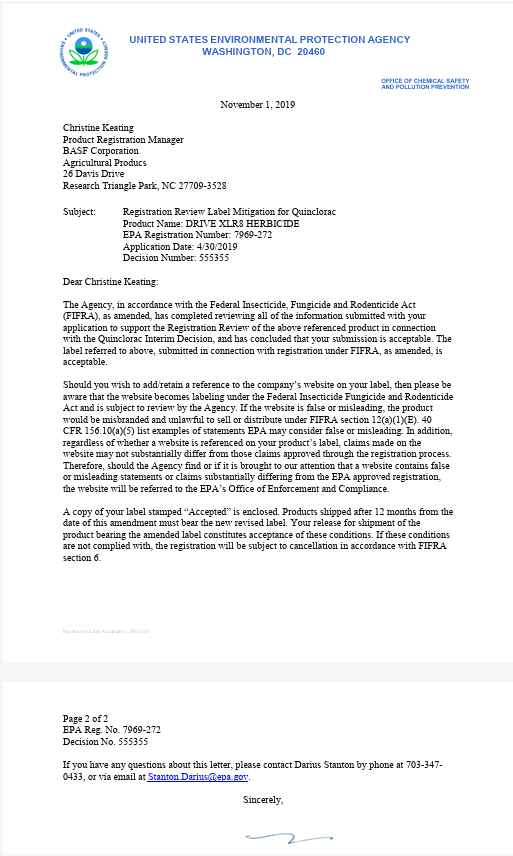 UNITED STATES ENVIRONMENTAL PROTECTION AGENCY
WASHINGTON, DC 20460
OFFICE OF CHEMICAL SAFETY
AND POLLUTION PREVENTION
November 1, 2019
Christine Keating
Product Registration Manager
BASF Corporation
Agricultural Producs
26 Davis Drive
Research Triangle Park, NC 27709-3528
Subject: Registration Review Label Mitigation for Quinclorac
Product Name: DRIVE XLR8 HERBICIDE
EPA Registration Number: 7969-272
Application Date: 4/30/2019
Decision Number: 555355
Dear Christine Keating:
The Agency, in accordance with the Federal Insecticide, Fungicide and Rodenticide Act
(FIFRA), as amended, has completed reviewing all of the information submitted with your
application to support the Registration Review of the above referenced product in connection
with the Quinclorac Interim Decision, and has concluded that your submission is acceptable. The
label referred to above, submitted in connection with registration under FIFRA, as amended, is
acceptable.
Should you wish to add/retain a reference to the company's website on your label, then please be
aware that the website becomes labeling under the Federal Insecticide Fungicide and Rodenticide
Act and is subject to review by the Agency. If the website is false or misleading, the product
would be misbranded and unlawful to sell or distribute under FIFRA section 12(a)(1)(E). 40
CFR 156.10(a)(5) list examples of statements EPA may consider false or misleading. In addition,
regardless of whether a website is referenced on your product's label, claims made on the
website may not substantially differ from those claims approved through the registration process.
Therefore, should the Agency find or if it is brought to our attention that a website contains false
or misleading statements or claims substantially differing from the EPA approved registration,
the website will be referred to the EPA's Office of Enforcement and Compliance.
A copy of your label stamped “Accepted” is enclosed. Products shipped after 12 months from the
date of this amendment must bear the new revised label. Your release for shipment of the
product bearing the amended label constitutes acceptance of these conditions. If these conditions
are not complied with, the registration will be subject to cancellation in accordance with FIFRA
section 6.
Page 2 of 2
EPA Reg. No. 7969-272
Decision No. 555355
If you have any questions about this letter, please contact Darius Stanton by phone at 703-347-
0433, or via email at Stanton.Darius@epa.gov.
Sincerely,